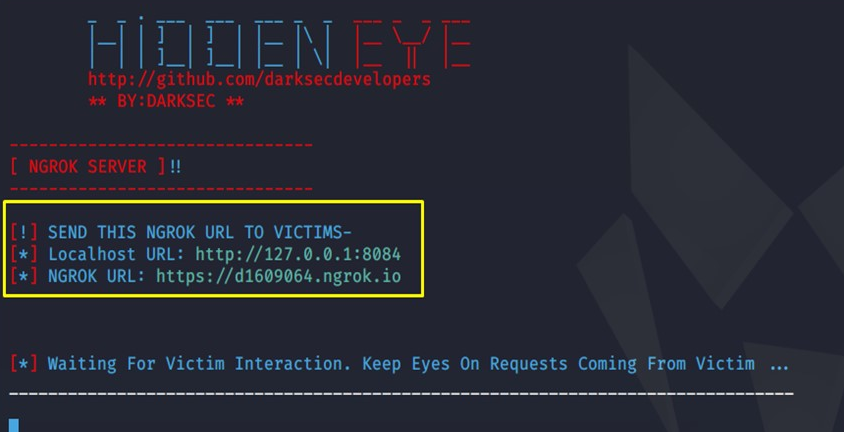 HiDDEN EYE
http://github.com/darksecdevelopers
** BY:DARKSEC **
[ NGROK SERVER ]!!
[!] SEND THIS NGROK URL TO VICTIMS-
[*] Localhost URL: http://127.0.0.1:8084
[*] NGROK URL: https://d1609064.ngrok.io
[*] Waiting For Victim Interaction. Keep Eyes On Requests Coming From Victim ...